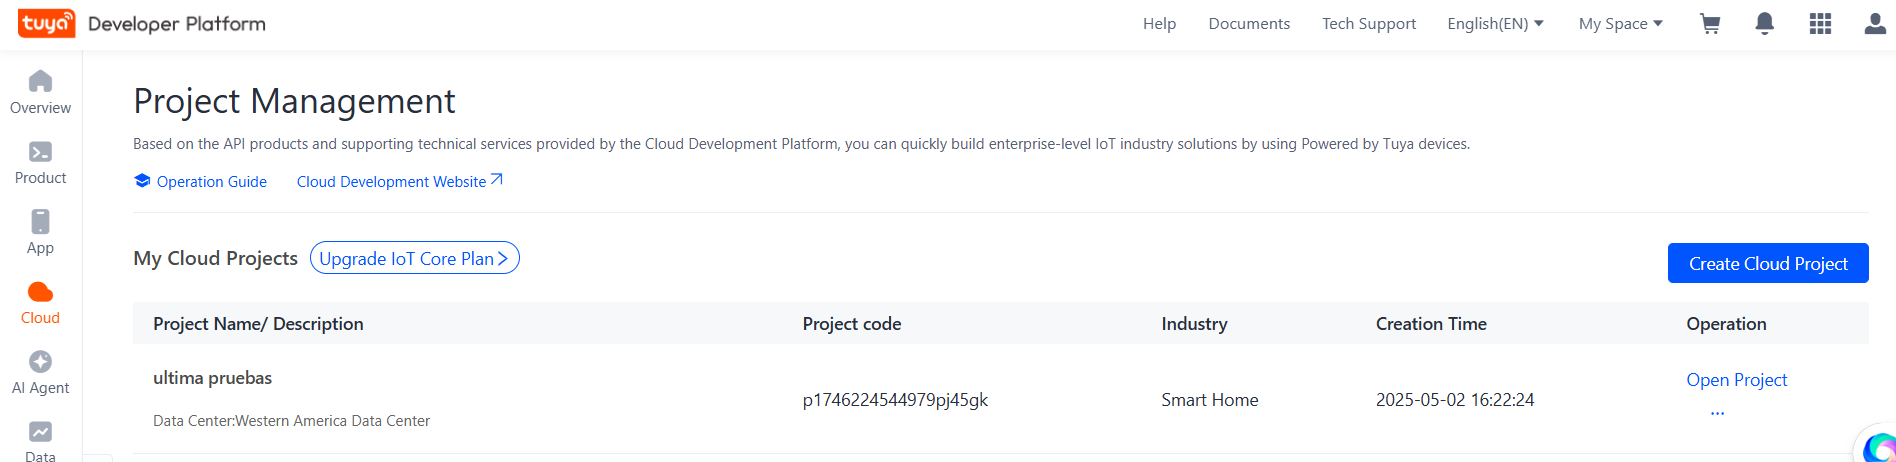 tuya Developer Platform
Help Documents Tech Support English(EN) My Space
Overview
Product
App
Cloud
AI Agent
Data
Project Management
Based on the API products and supporting technical services provided by the Cloud Development Platform, you can quickly build enterprise-level IoT industry solutions by using Powered by Tuya devices.
Operation Guide Cloud Development Website
My Cloud Projects Upgrade IoT Core Plan
Create Cloud Project
Project Name/ Description Project code Industry Creation Time Operation
ultima pruebas
Data Center:Western America Data Center
p1746224544979pj45gk
Smart Home
2025-05-02 16:22:24
Open Project
...